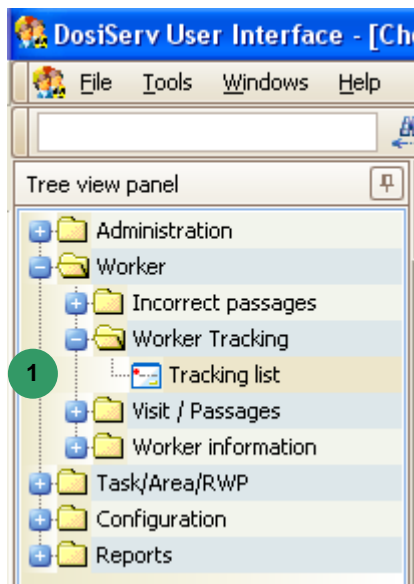 DosiServ User Interface - [Ch
File Tools Windows Help
Tree view panel
Administration
Worker
Incorrect passages
Worker Tracking
1 Tracking list
Visit / Passages
Worker information
Task/Area/RWP
Configuration
Reports